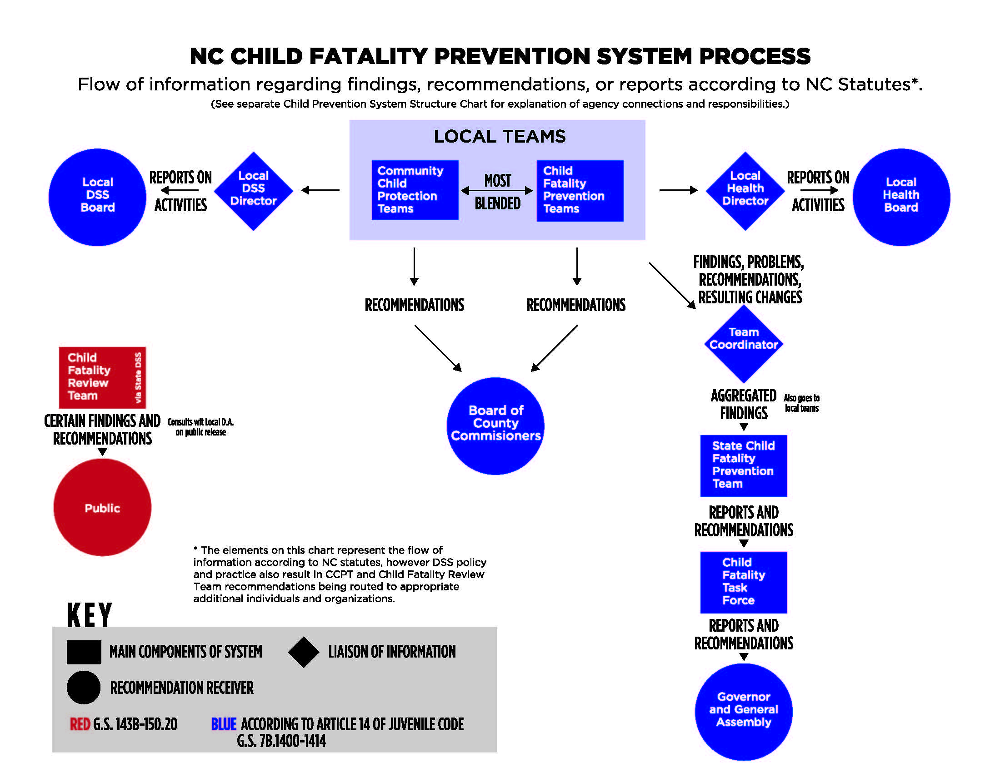 NC CHILD FATALITY PREVENTION SYSTEM PROCESS
Flow of information regarding findings, recommendations, or reports according to NC Statutes*.
(See separate Child Prevention System Structure Chart for explanation of agency connections and responsibilities.)
LOCAL TEAMS
Local
DSS
Board
REPORTS ON
ACTIVITIES
Local
DSS
Director
Community
Child
Protection
Teams
MOST
BLENDED
Child
Fatality
Prevention
Teams
Local
Health
Director
REPORTS ON
ACTIVITIES
Local
Health
Board
RECOMMENDATIONS
RECOMMENDATIONS
FINDINGS, PROBLEMS,
RECOMMENDATIONS,
RESULTING CHANGES
Team
Coordinator
Child
Fatality
Review
Team
via State DSS
CERTAIN FINDINGS AND
RECOMMENDATIONS
Consults wit Local D.A.
on public release
Public
Board of
County
Commisioners
AGGREGATED
FINDINGS
Also goes to
local teams
State Child
Fatality
Prevention
Team
REPORTS AND
RECOMMENDATIONS
Child
Fatality
Task
Force
REPORTS AND
RECOMMENDATIONS
Governor
and General
Assembly
* The elements on this chart represent the flow of
information according to NC statutes, however DSS policy
and practice also result in CCPT and Child Fatality Review
Team recommendations being routed to appropriate
additional individuals and organizations.
KEY
MAIN COMPONENTS OF SYSTEM
LIAISON OF INFORMATION
RECOMMENDATION RECEIVER
RED G.S. 143B-150.20
BLUE ACCORDING TO ARTICLE 14 OF JUVENILE CODE
G.S. 7B.1400-1414